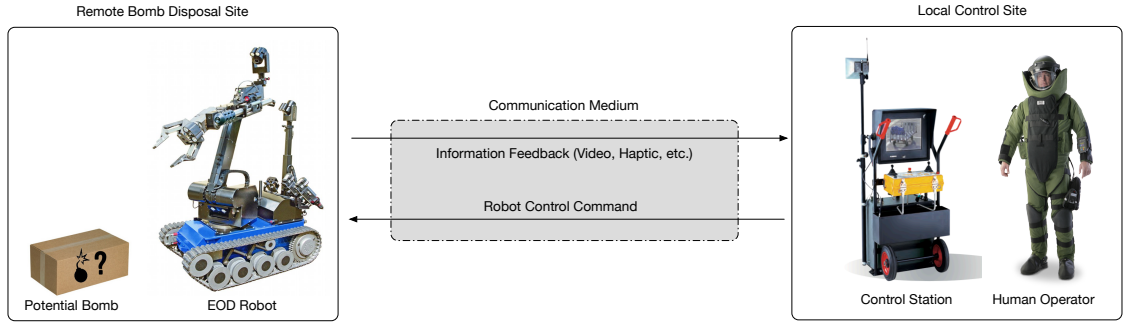 Remote Bomb Disposal Site
Local Control Site
Communication Medium
Information Feedback (Video, Haptic, etc.)
Robot Control Command
?
Potential Bomb
EOD Robot
Control Station
Human Operator